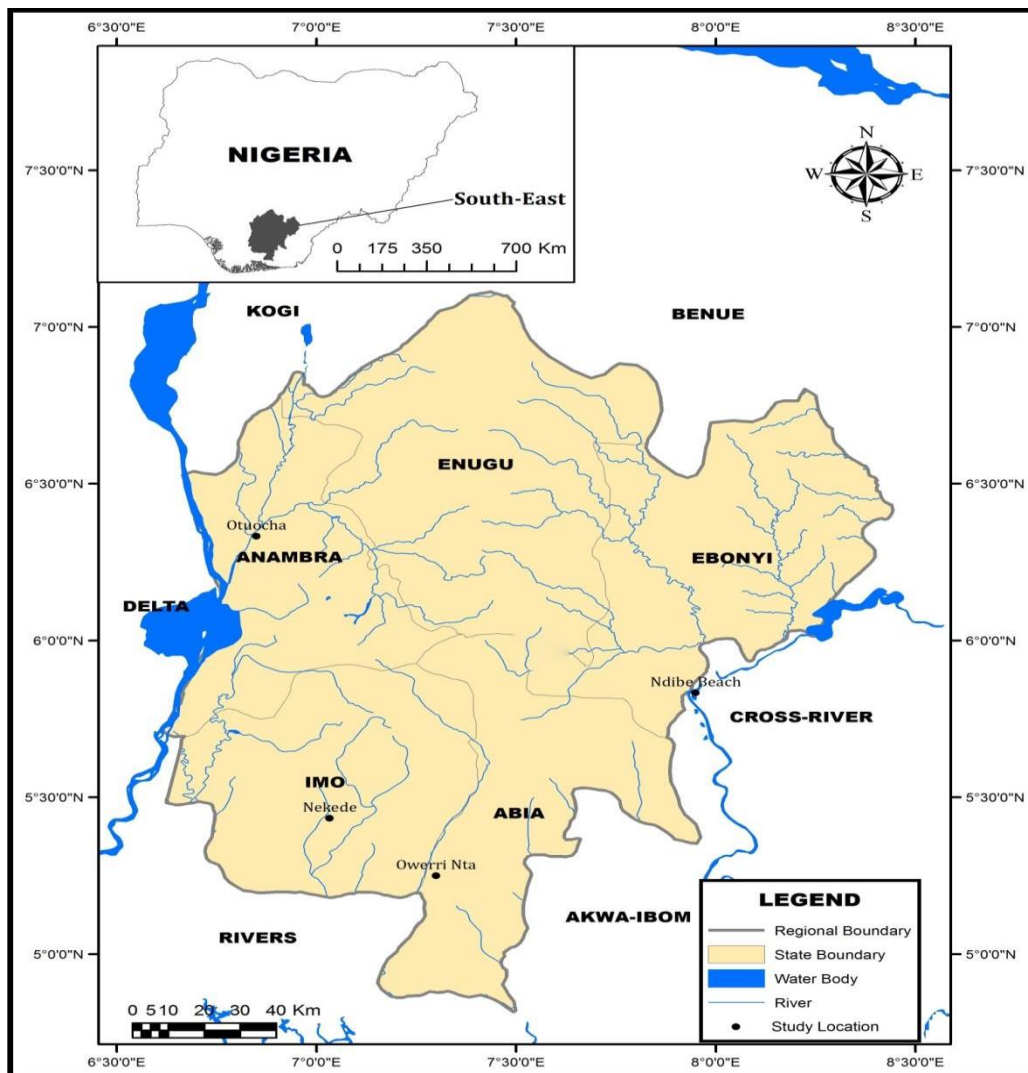 6°30'0"E 7°0'0"E 7°30'0"E 8°0'0"E 8°30'0"E
N
W E
S
NIGERIA
South-East
0 175 350 700 Km
7°30'0"N 7°30'0"N
KOGI
BENUE
7°0'0"N 7°0'0"N
ENUGU
6°30'0"N 6°30'0"N
Otuocha
ANAMBRA
EBONYI
DELTA
6°0'0"N 6°0'0"N
Ndibe Beach
CROSS-RIVER
IMO
Nekede
5°30'0"N 5°30'0"N
ABIA
Owerri Nta
RIVERS
AKWA-IBOM
5°0'0"N 5°0'0"N
LEGEND
Regional Boundary
State Boundary
Water Body
River
Study Location
0 5 10 20 30 40 Km
6°30'0"E 7°0'0"E 7°30'0"E 8°0'0"E 8°30'0"E